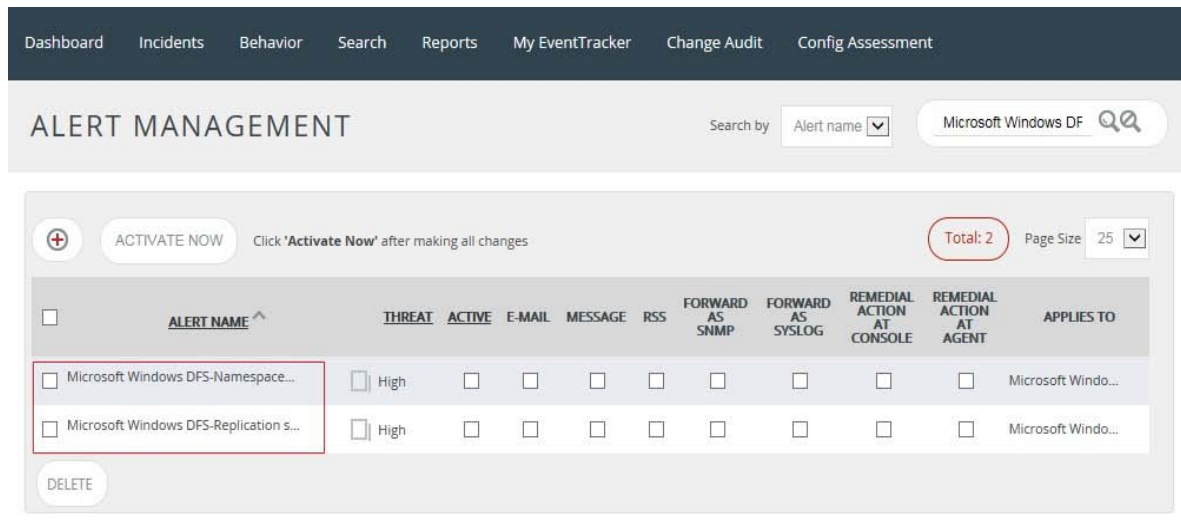 Dashboard Incidents Behavior Search Reports My EventTracker Change Audit Config Assessment
ALERT MANAGEMENT Search by Alert name Microsoft Windows DF
ACTIVATE NOW Click 'Activate Now' after making all changes Total: 2 Page Size 25
ALERT NAME THREAT ACTIVE E-MAIL MESSAGE RSS FORWARD AS SNMP FORWARD AS SYSLOG REMEDIAL ACTION AT CONSOLE REMEDIAL ACTION AT AGENT APPLIES TO
Microsoft Windows DFS-Namespace... High Microsoft Windo...
Microsoft Windows DFS-Replication s... High Microsoft Windo...
DELETE